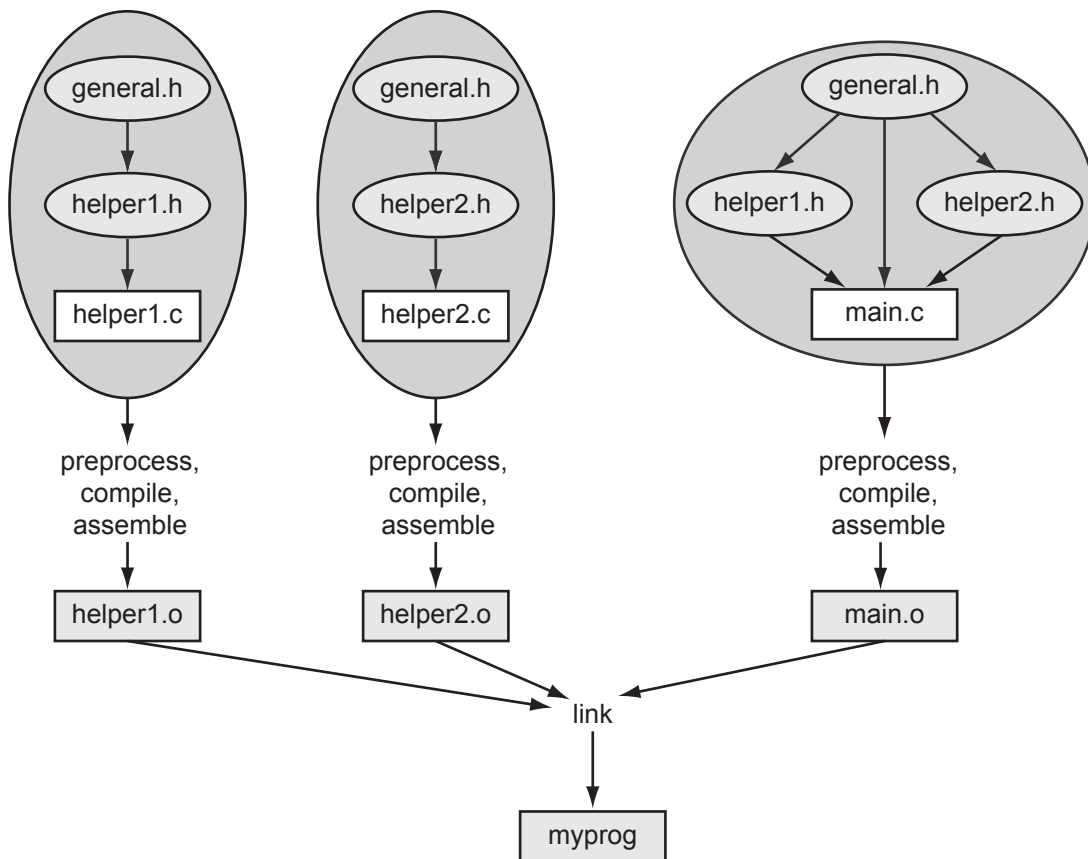 general.h
general.h
general.h
helper1.h
helper2.h
helper1.h
helper2.h
helper1.c
helper2.c
main.c
preprocess,
compile,
assemble
preprocess,
compile,
assemble
preprocess,
compile,
assemble
helper1.o
helper2.o
main.o
link
myprog